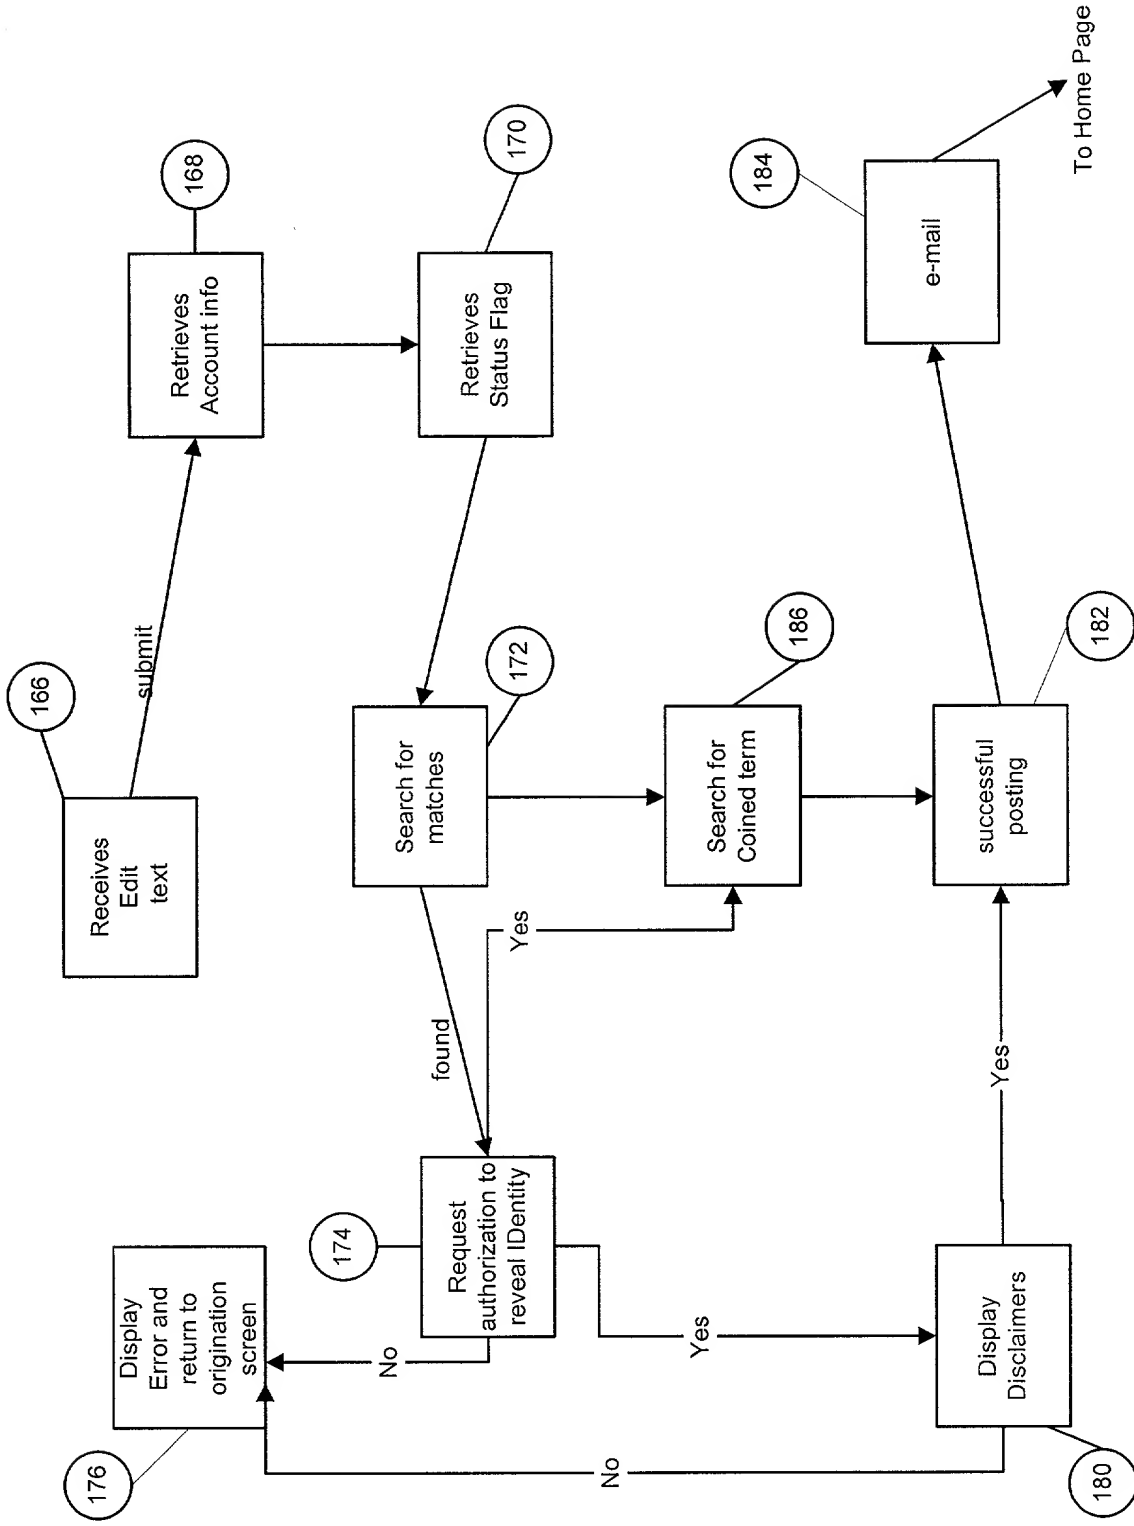 166
Receives
Edit
text
submit
168
Retrieves
Account info
170
Retrieves
Status Flag
172
Search for
matches
found
174
Request
authorization to
reveal IDentity
No
176
Display
Error and
return to
origination
screen
Yes
186
Search for
Coined term
Yes
180
Display
Disclaimers
No
Yes
182
successful
posting
184
e-mail
To Home Page